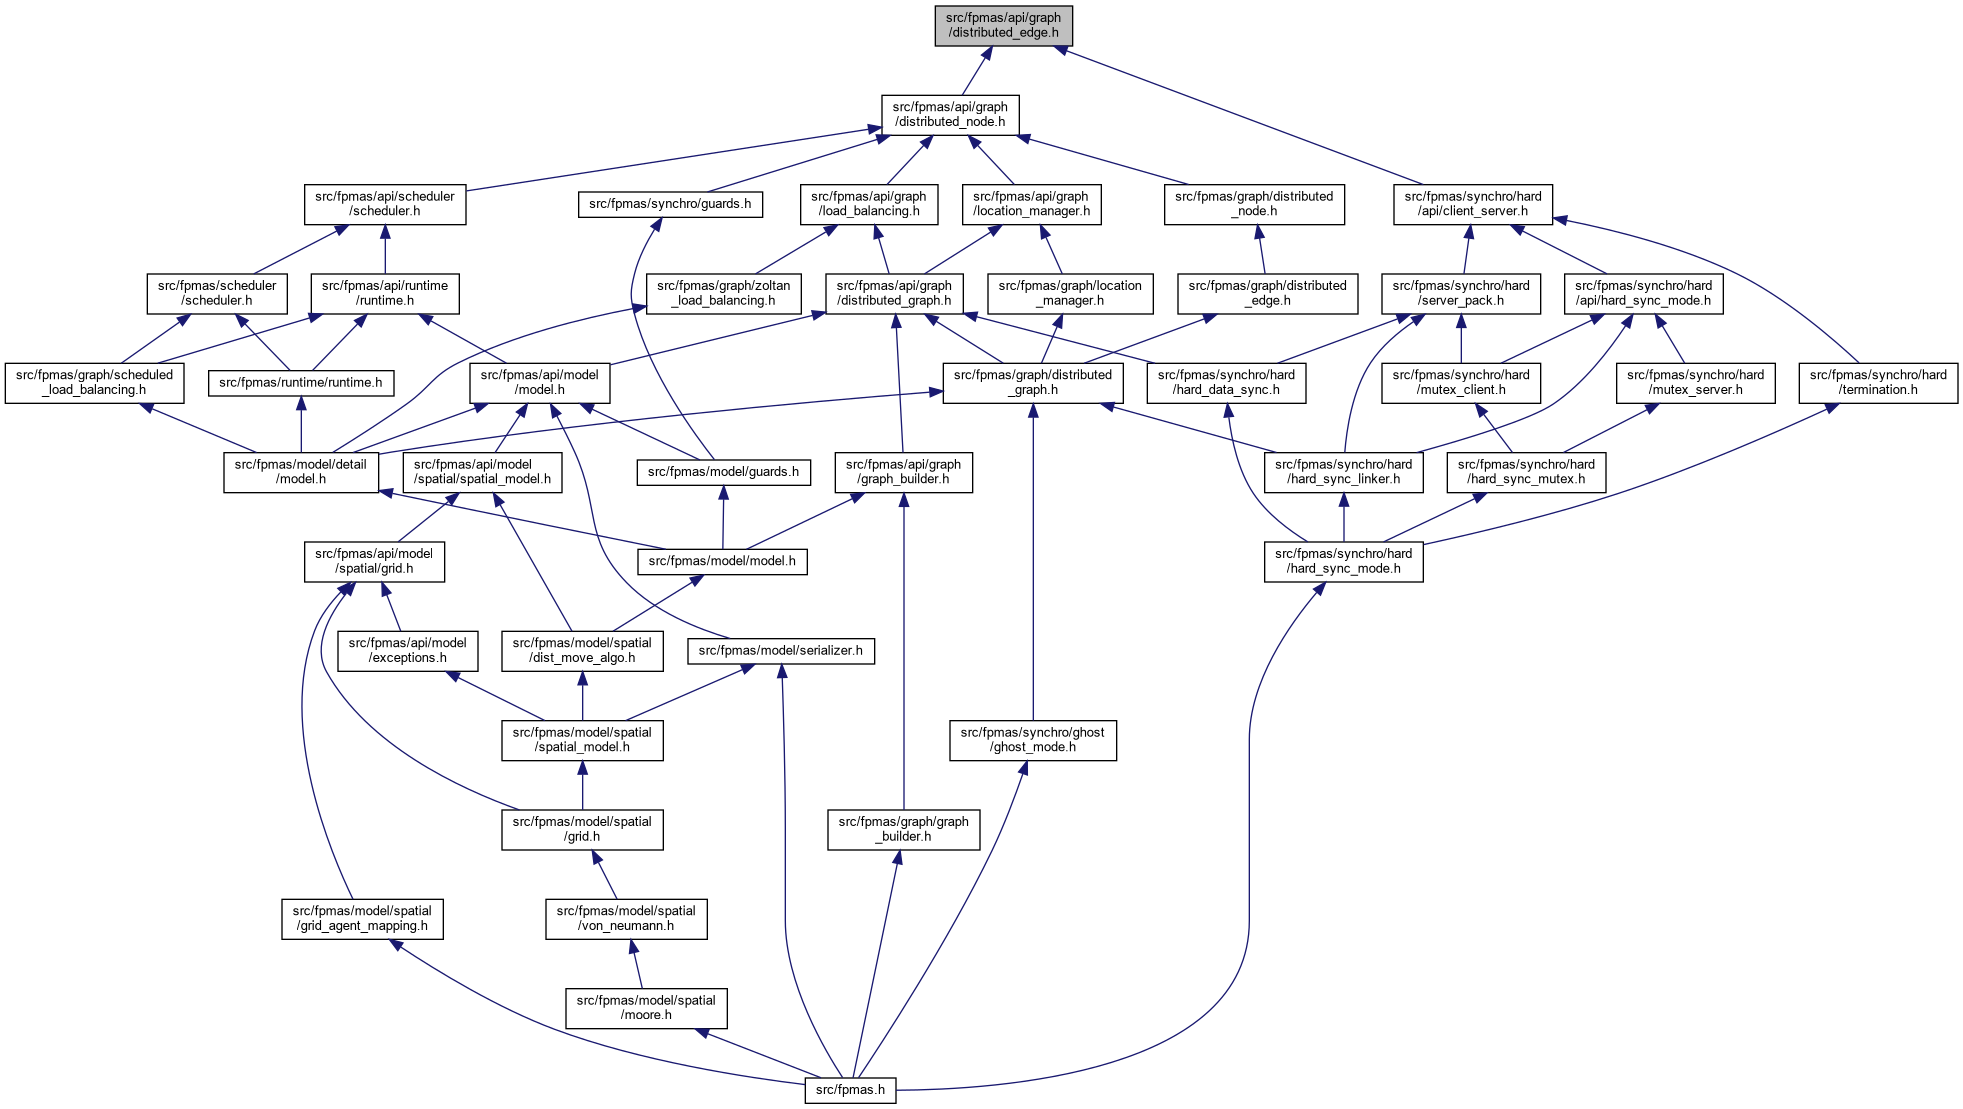 src/fpmas/api/graph
/distributed_edge.h
src/fpmas/api/graph
/distributed_node.h
src/fpmas/api/scheduler
/scheduler.h
src/fpmas/synchro/guards.h
src/fpmas/api/graph
/load_balancing.h
src/fpmas/api/graph
/location_manager.h
src/fpmas/graph/distributed
_node.h
src/fpmas/synchro/hard
/api/client_server.h
src/fpmas/scheduler
/scheduler.h
src/fpmas/api/runtime
/runtime.h
src/fpmas/graph/zoltan
_load_balancing.h
src/fpmas/api/graph
/distributed_graph.h
src/fpmas/graph/location
_manager.h
src/fpmas/graph/distributed
_edge.h
src/fpmas/synchro/hard
/server_pack.h
src/fpmas/synchro/hard
/api/hard_sync_mode.h
src/fpmas/graph/scheduled
_load_balancing.h
src/fpmas/runtime/runtime.h
src/fpmas/api/model
/model.h
src/fpmas/graph/distributed
_graph.h
src/fpmas/synchro/hard
/hard_data_sync.h
src/fpmas/synchro/hard
/mutex_client.h
src/fpmas/synchro/hard
/mutex_server.h
src/fpmas/synchro/hard
/termination.h
src/fpmas/model/detail
/model.h
src/fpmas/api/model
/spatial/spatial_model.h
src/fpmas/model/guards.h
src/fpmas/api/graph
/graph_builder.h
src/fpmas/synchro/hard
/hard_sync_linker.h
src/fpmas/synchro/hard
/hard_sync_mutex.h
src/fpmas/api/model
/spatial/grid.h
src/fpmas/model/model.h
src/fpmas/synchro/hard
/hard_sync_mode.h
src/fpmas/api/model
/exceptions.h
src/fpmas/model/spatial
/dist_move_algo.h
src/fpmas/model/serializer.h
src/fpmas/model/spatial
/spatial_model.h
src/fpmas/synchro/ghost
/ghost_mode.h
src/fpmas/model/spatial
/grid.h
src/fpmas/graph/graph
_builder.h
src/fpmas/model/spatial
/grid_agent_mapping.h
src/fpmas/model/spatial
/von_neumann.h
src/fpmas/model/spatial
/moore.h
src/fpmas.h